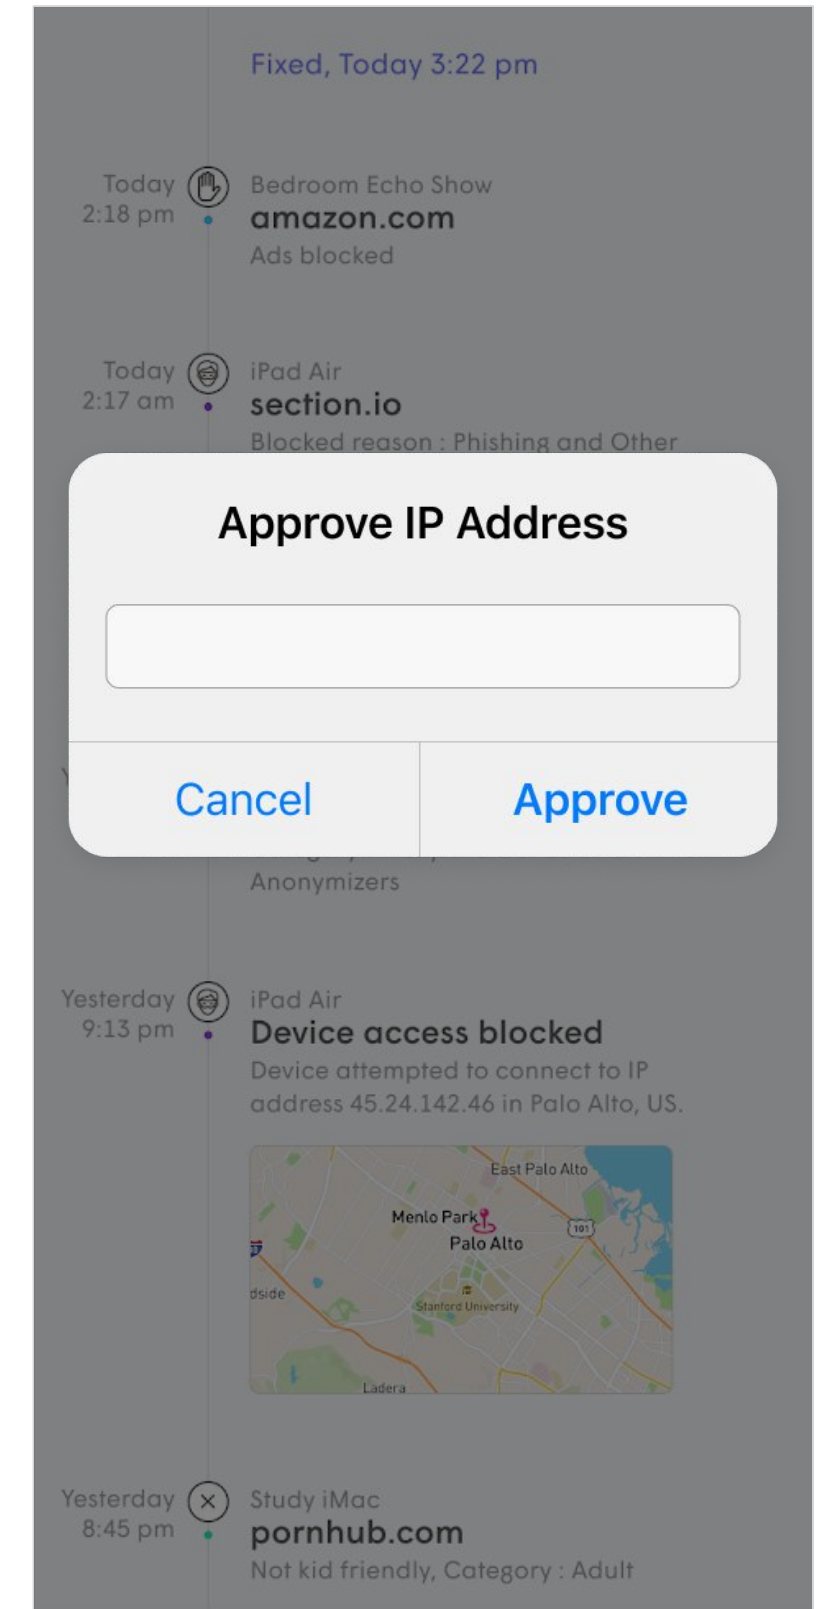 Fixed, Today 3:22 pm
Today
2:18 pm
Bedroom Echo Show
amazon.com
Ads blocked
Today
2:17 am
iPad Air
section.io
Blocked reason : Phishing and Other
Approve IP Address
Cancel
Approve
Anonymizers
Yesterday
9:13 pm
iPad Air
Device access blocked
Device attempted to connect to IP
address 45.24.142.46 in Palo Alto, US.
East Palo Alto
Menlo Park
101
Palo Alto
dside
Stanford University
Ladera
Yesterday
8:45 pm
Study iMac
pornhub.com
Not kid friendly, Category : Adult